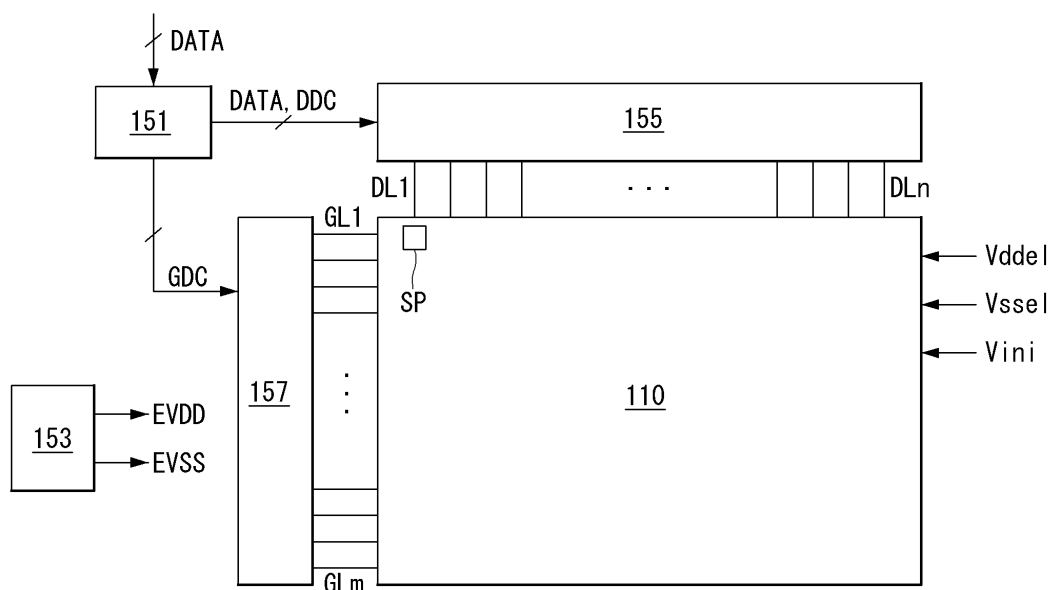 DATA
151
DATA, DDC
155
DL1
...
DLn
GL1
SP
Vddel
GDC
Vssel
Vini
157
110
EVDD
153
EVSS
GLm